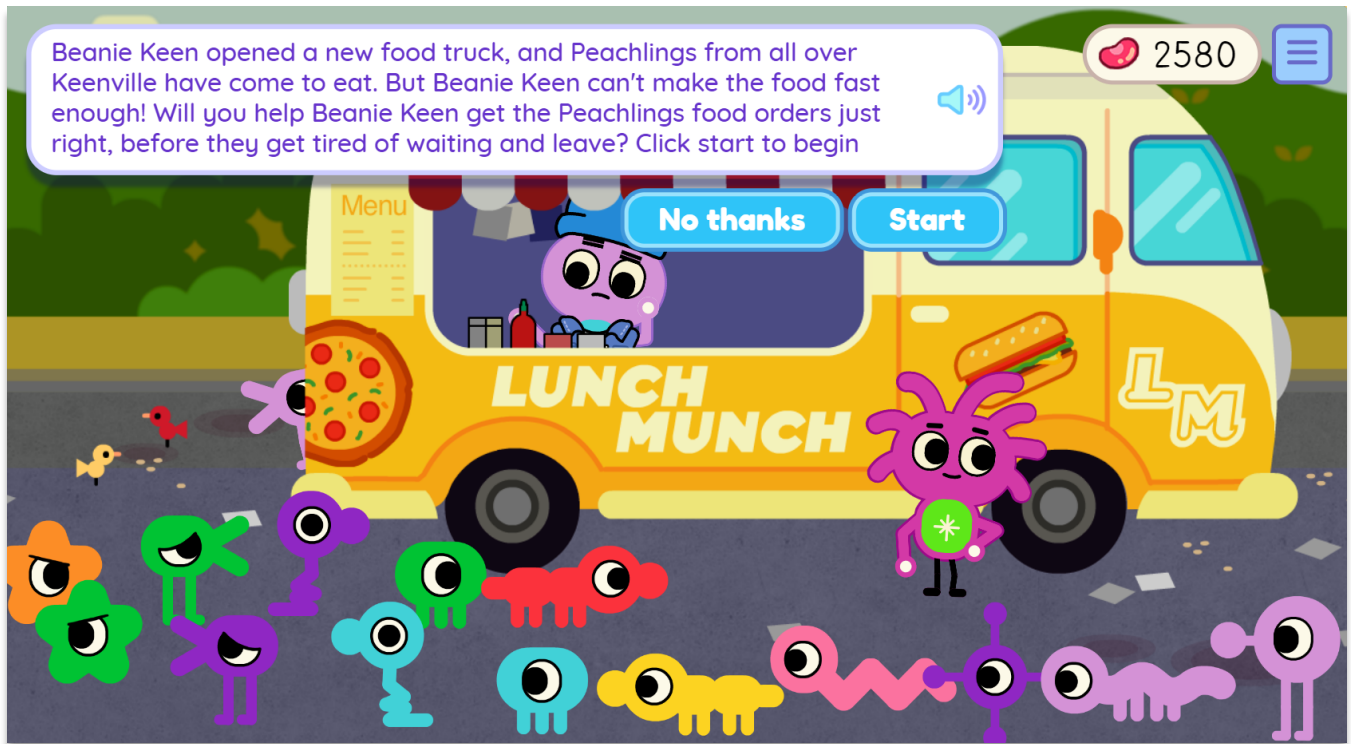 Beanie Keen opened a new food truck, and Peachlings from all over
Keenville have come to eat. But Beanie Keen can't make the food fast
enough! Will you help Beanie Keen get the Peachlings food orders just
right, before they get tired of waiting and leave? Click start to begin
2580
No thanks
Start
Menu
LUNCH
MUNCH
LM